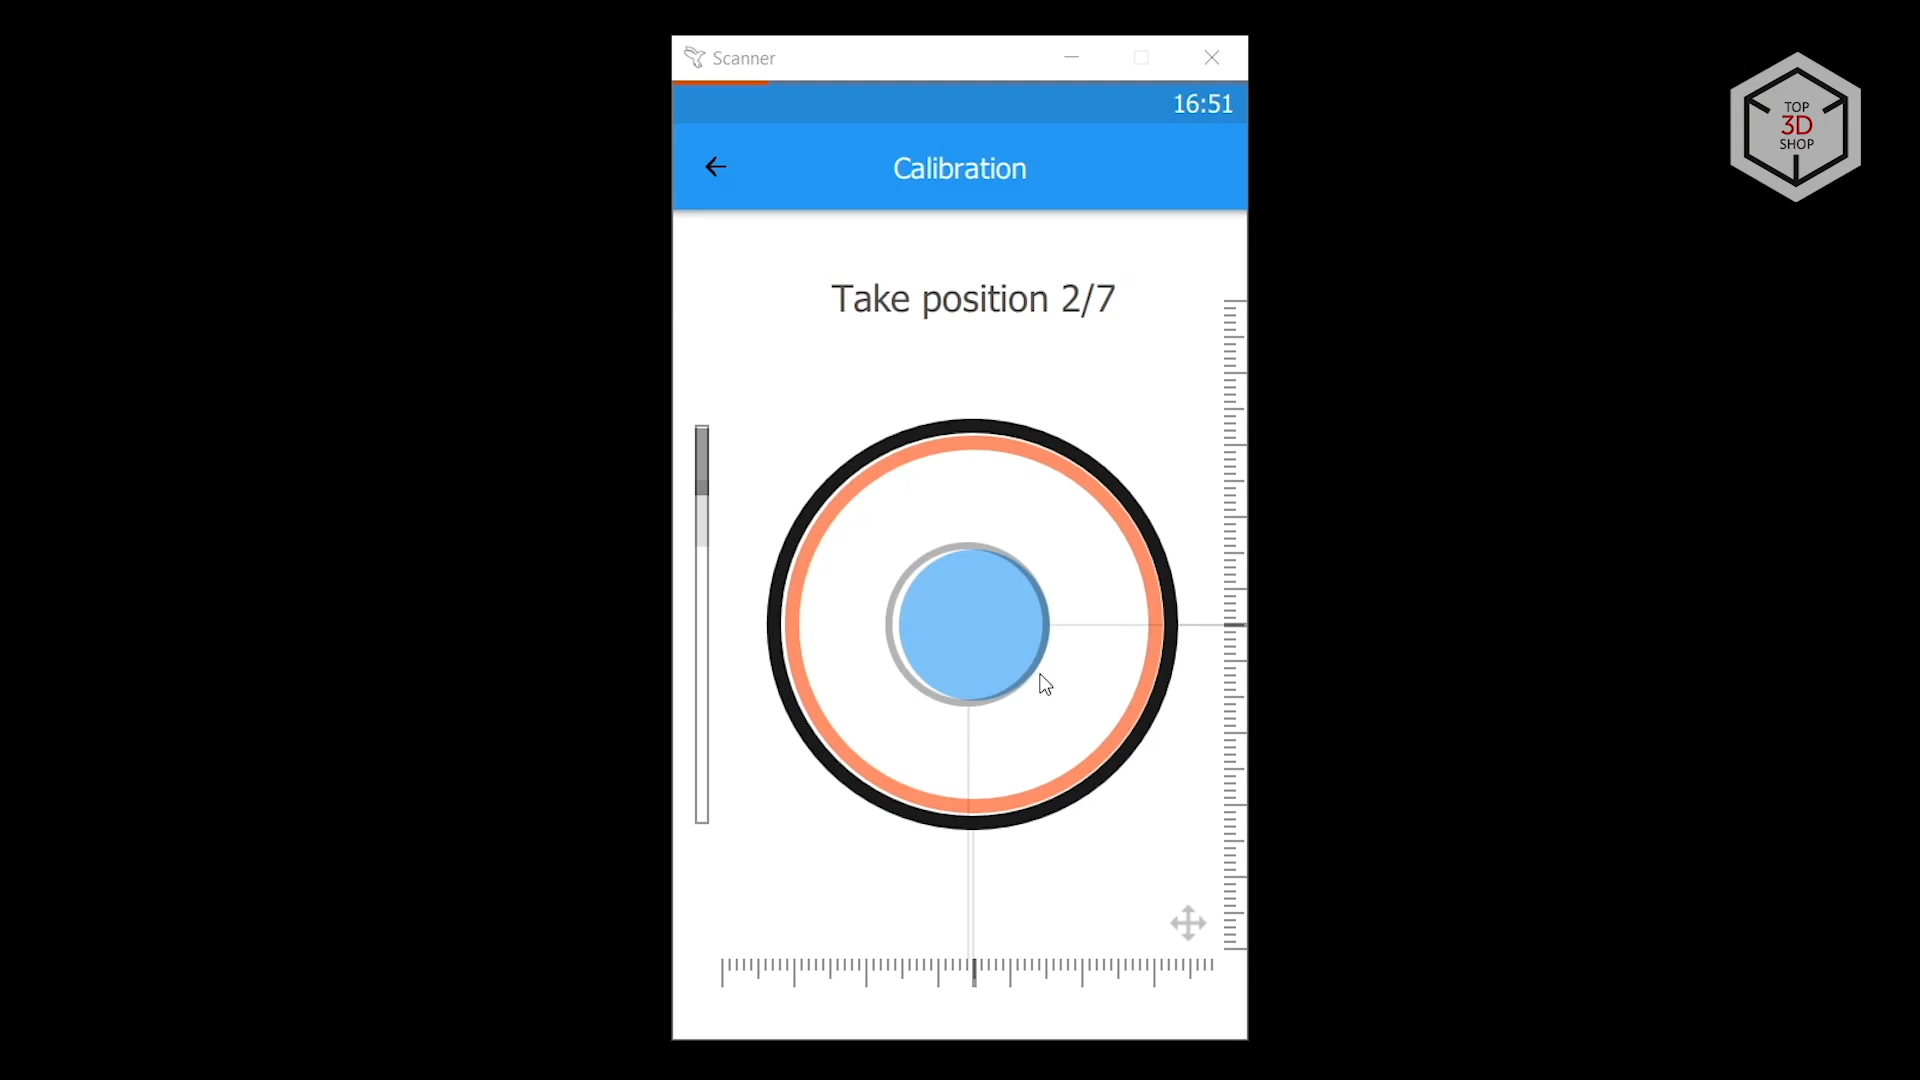 Scanner
16:51
Calibration
Take position 2/7
TOP
3D
SHOP